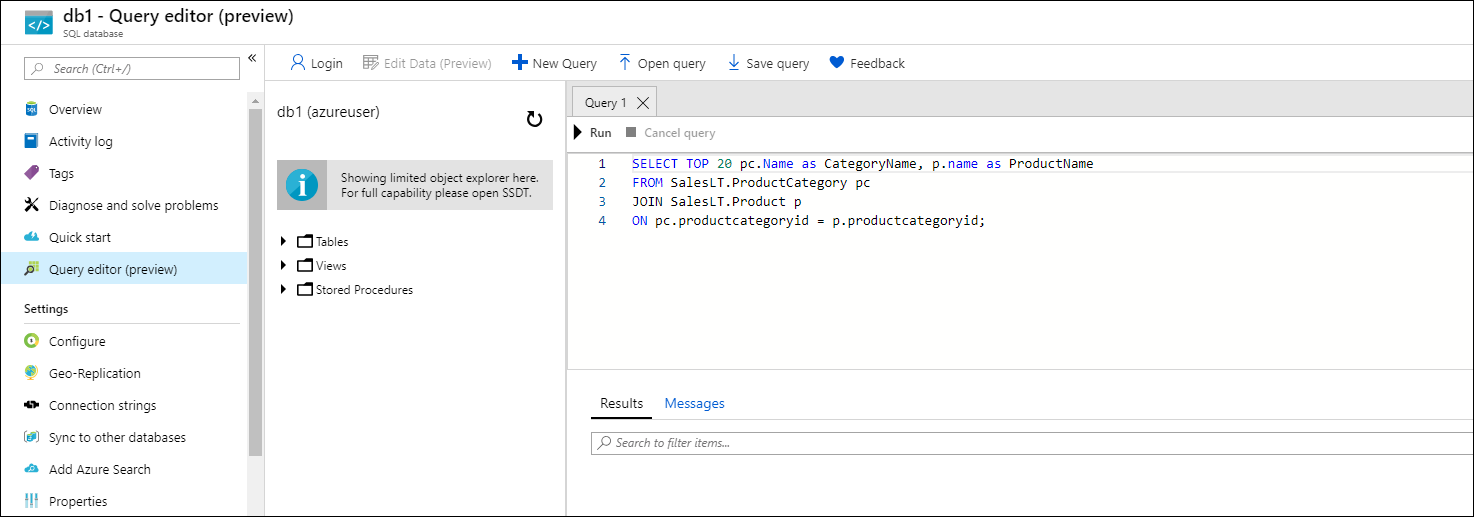 db1 - Query editor (preview)
SQL database
Search (Ctrl+/)
«
Overview
Activity log
Tags
Diagnose and solve problems
Quick start
Query editor (preview)
Settings
Configure
Geo-Replication
Connection strings
Sync to other databases
Add Azure Search
Properties
Login
Edit Data (Preview)
New Query
Open query
Save query
Feedback
db1 (azureuser)
Showing limited object explorer here.
For full capability please open SSDT.
Tables
Views
Stored Procedures
Query 1
Run
Cancel query
1 SELECT TOP 20 pc.Name as CategoryName, p.name as ProductName
2 FROM SalesLT.ProductCategory pc
3 JOIN SalesLT.Product p
4 ON pc.productcategoryid = p.productcategoryid;
Results
Messages
Search to filter items...